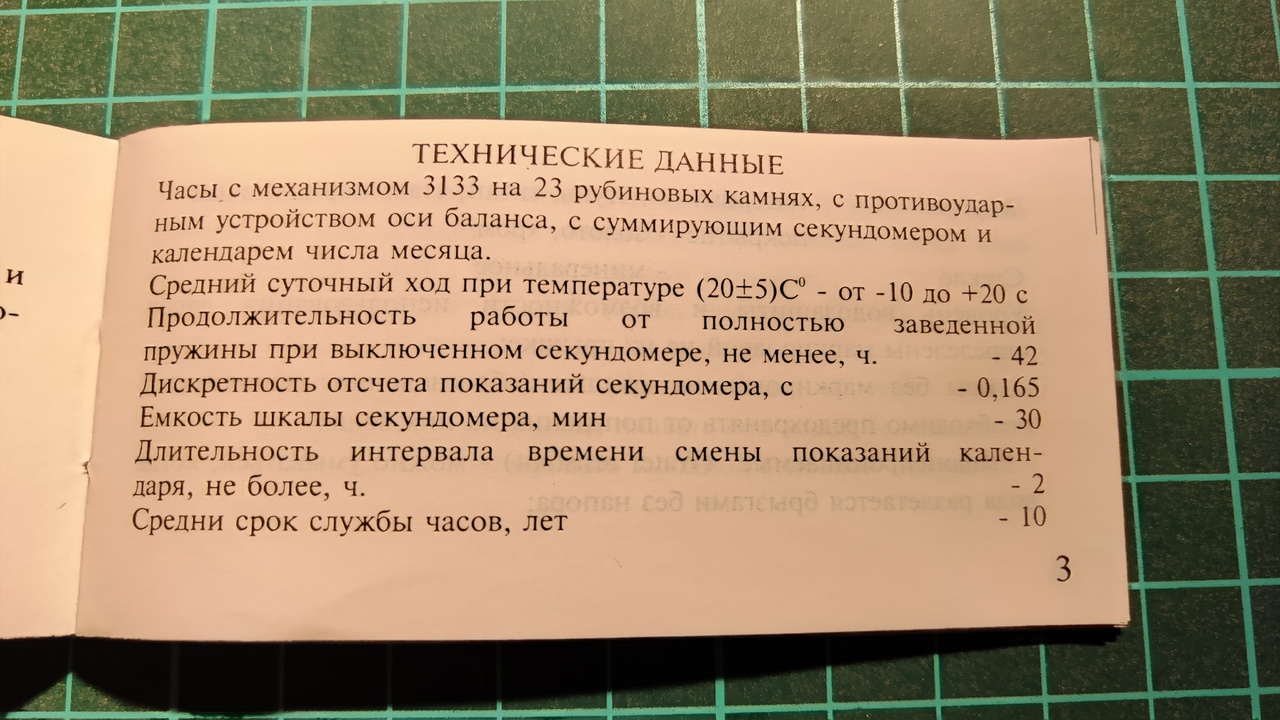 и
о-
ТЕХНИЧЕСКИЕ ДАННЫЕ
Часы с механизмом 3133 на 23 рубиновых камнях, с противоудар-
ным устройством оси баланса, с суммирующим секундомером и
календарем числа месяца.
Средний суточный ход при температуре (20±5)С⁰ - от -10 до +20 с
Продолжительность работы от полностью заведенной
пружины при выключенном секундомере, не менее, ч. - 42
Дискретность отсчета показаний секундомера, с - 0,165
Емкость шкалы секундомера, мин - 30
Длительность интервала времени смены показаний кален-
даря, не более, ч. - 2
Средни срок службы часов, лет - 10
3